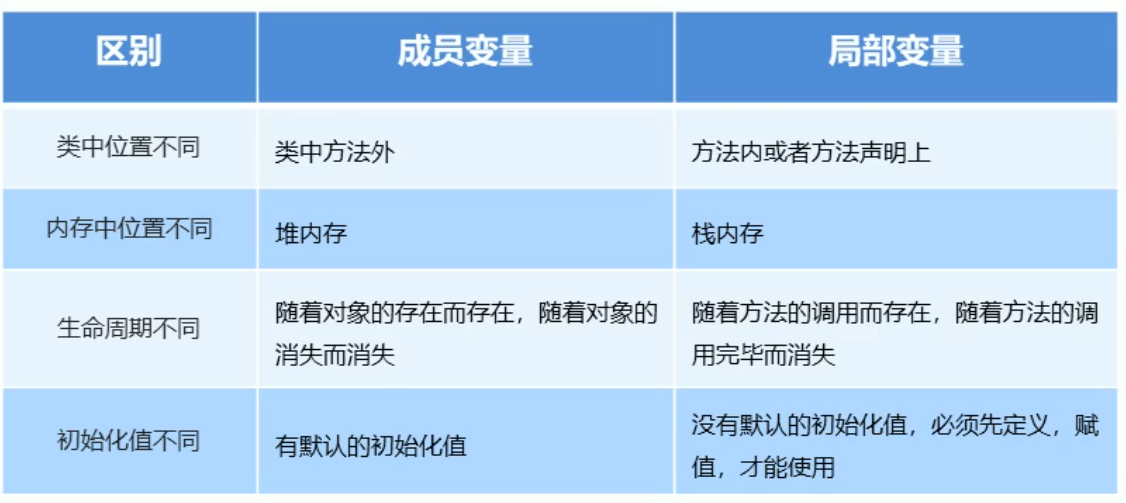 区别 成员变量 局部变量
类中位置不同 类中方法外 方法内或者方法声明上
内存中位置不同 堆内存 栈内存
生命周期不同 随着对象的存在而存在，随着对象的
消失而消失 随着方法的调用而存在，随着方法的调
用完毕而消失
初始化值不同 有默认的初始化值 没有默认的初始化值，必须先定义，赋
值，才能使用